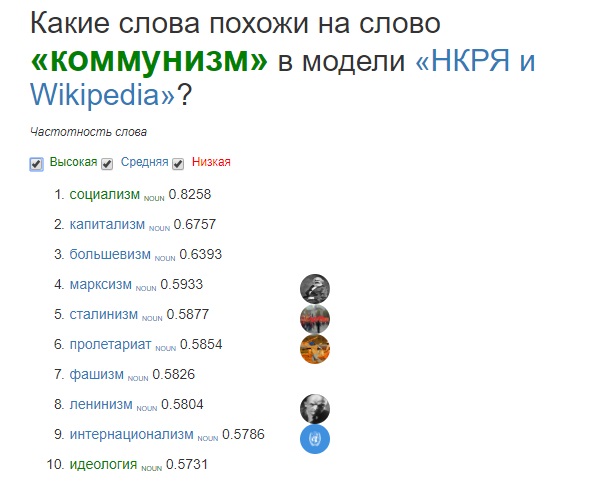 Какие слова похожи на слово
«коммунизм» в модели «НКРЯ и
Wikipedia»?
Частотность слова
Высокая Средняя Низкая
1. социализм NOUN 0.8258
2. капитализм NOUN 0.6757
3. большевизм NOUN 0.6393
4. марксизм NOUN 0.5933
5. сталинизм NOUN 0.5877
6. пролетариат NOUN 0.5854
7. фашизм NOUN 0.5826
8. ленинизм NOUN 0.5804
9. интернационализм NOUN 0.5786
10. идеология NOUN 0.5731